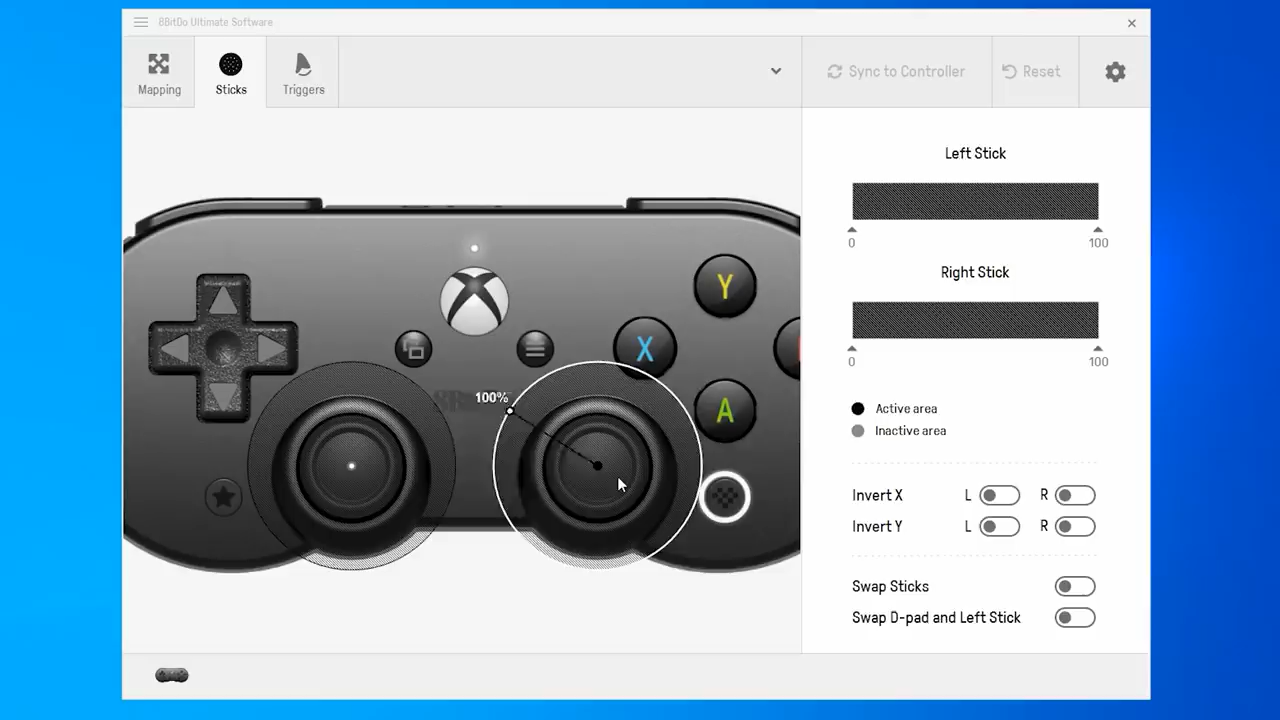 8BitDo Ultimate Software
Mapping
Sticks
Triggers
Sync to Controller
Reset
Left Stick
0
100
Right Stick
0
100
Y
X
A
100%
Active area
Inactive area
Invert X
L
R
Invert Y
L
R
Swap Sticks
Swap D-pad and Left Stick